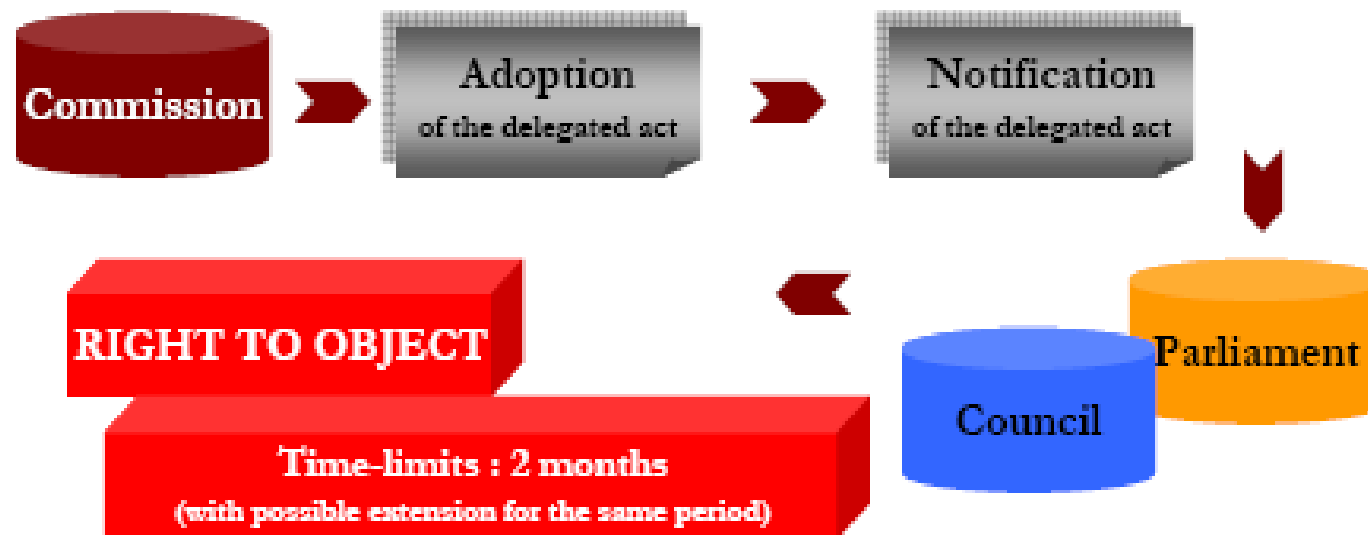 Commission
Adoption
of the delegated act
Notification
of the delegated act
Parliament
Council
RIGHT TO OBJECT
Time-limits : 2 months
(with possible extension for the same period)